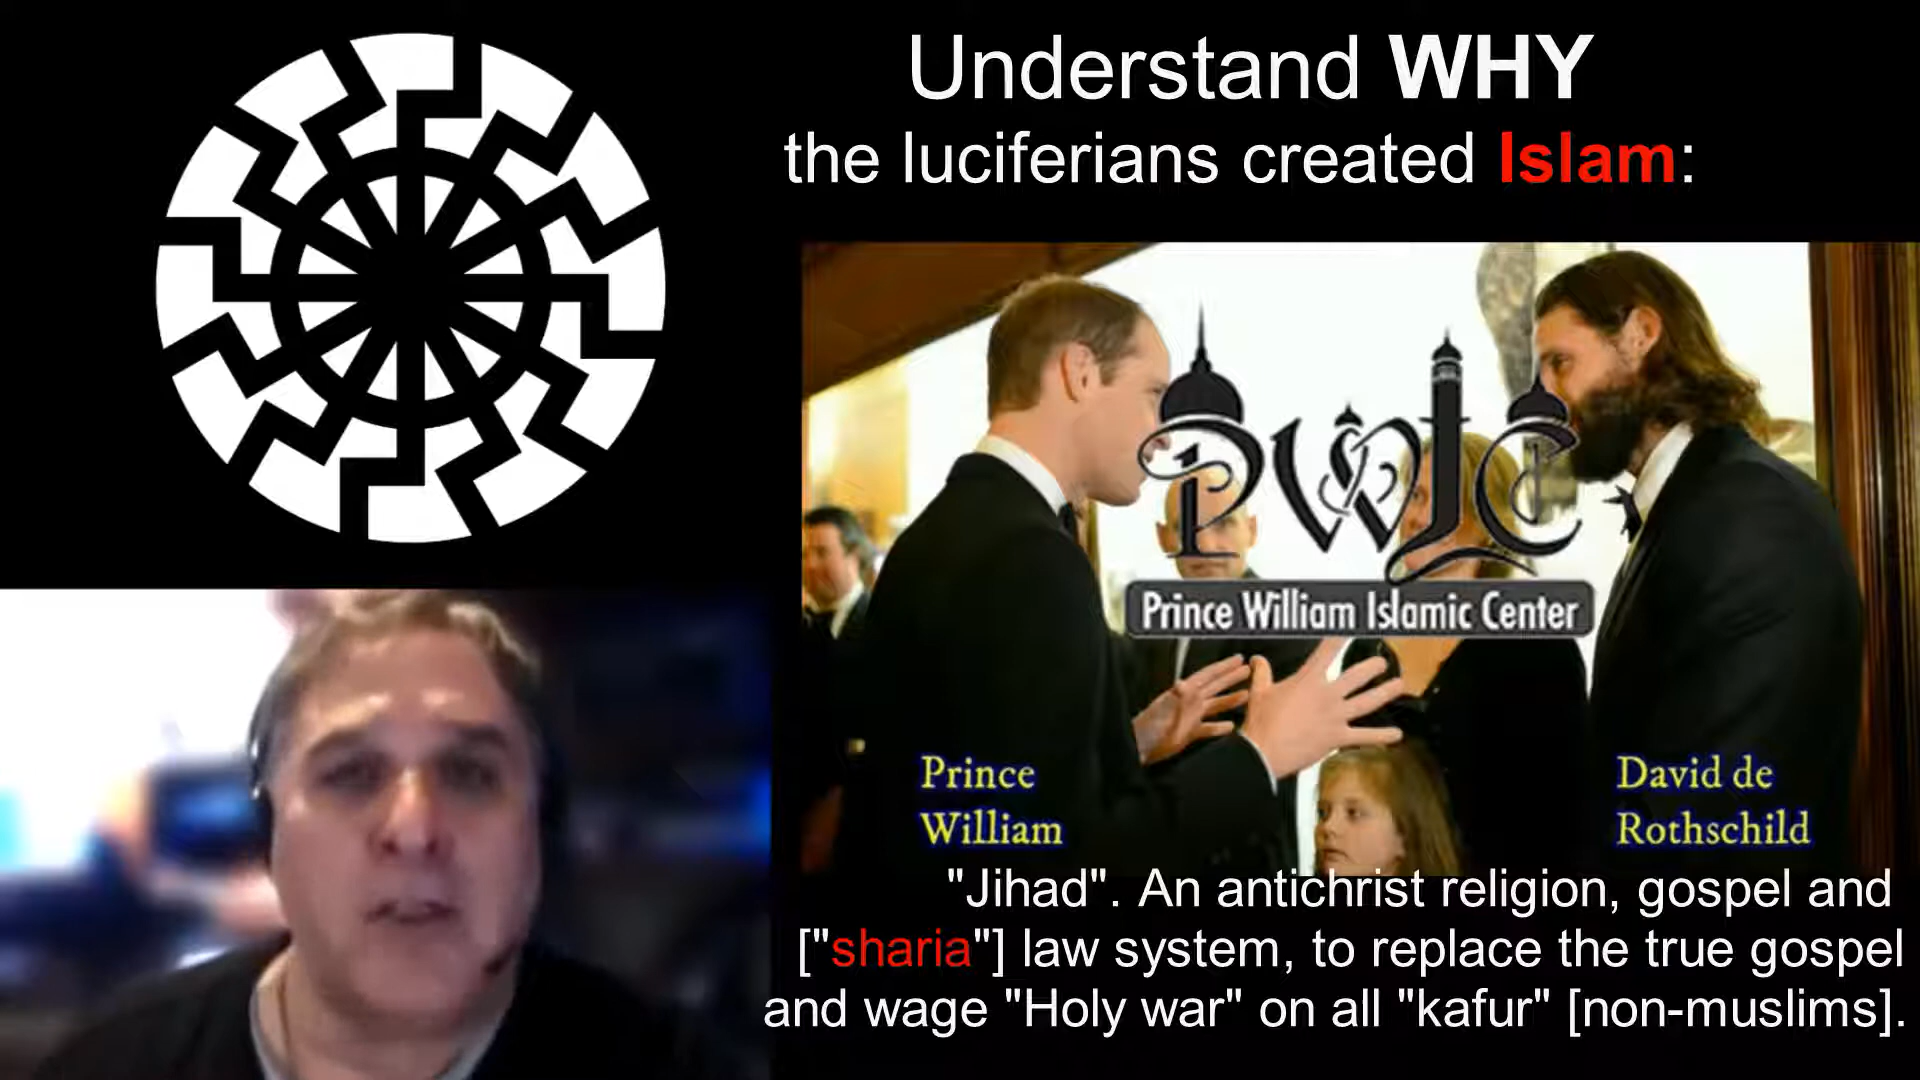 Understand WHY
the luciferians created Islam:
PWIC
Prince William Islamic Center
Prince
William
David de
Rothschild
"Jihad". An antichrist religion, gospel and
["sharia"] law system, to replace the true gospel
and wage "Holy war" on all "kafur" [non-muslims].